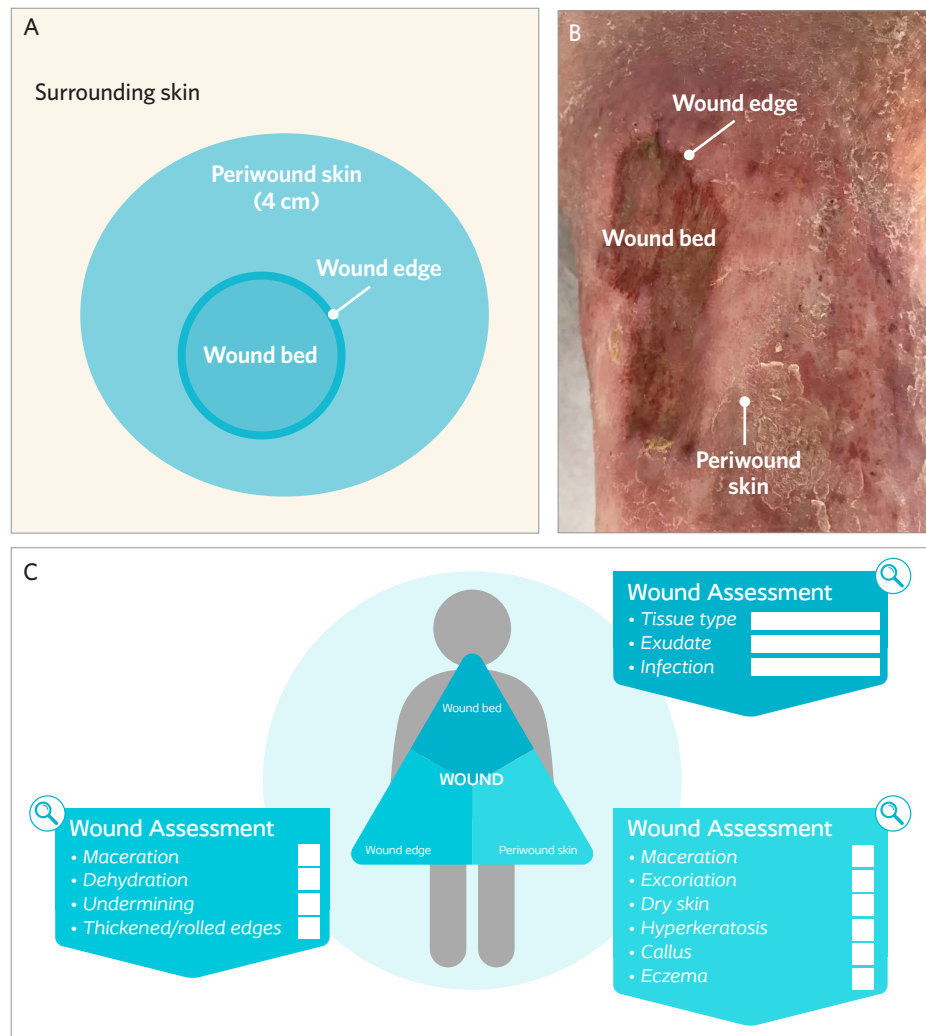 A
Surrounding skin
Periwound skin
(4 cm)
Wound edge
Wound bed
B
Wound edge
Wound bed
Periwound
skin
C
Wound bed
WOUND
Wound edge
Periwound skin
Wound Assessment
• Tissue type
• Exudate
• Infection
Wound Assessment
• Maceration
• Dehydration
• Undermining
• Thickened/rolled edges
Wound Assessment
• Maceration
• Excoriation
• Dry skin
• Hyperkeratosis
• Callus
• Eczema